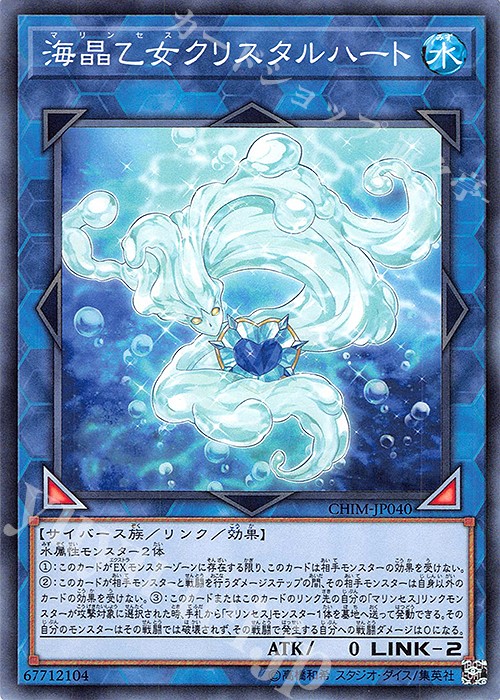 マリンセス
海晶乙女クリスタルハート
水
CHIM-JP040
【サイバース族／リンク／効果】
水属性モンスター２体
①：このカードがEXモンスターゾーンに存在する限り、このカードは相手モンスターの効果を受けない。
②：このカードが相手モンスターと戦闘を行うダメージステップの間、その相手モンスターは自身以外の
カードの効果を受けない。③：このカードまたはこのカードのリンク先の自分の「マリンセス」リンクモン
スターが攻撃対象に選択された時、手札から「マリンセス」モンスター１体を墓地へ送って発動できる。その
自分のモンスターはその戦闘では破壊されず、その戦闘で発生する自分への戦闘ダメージは０になる。
ATK/ 0 LINK-2
67712104 ©高橋和希 スタジオ・ダイス/集英社